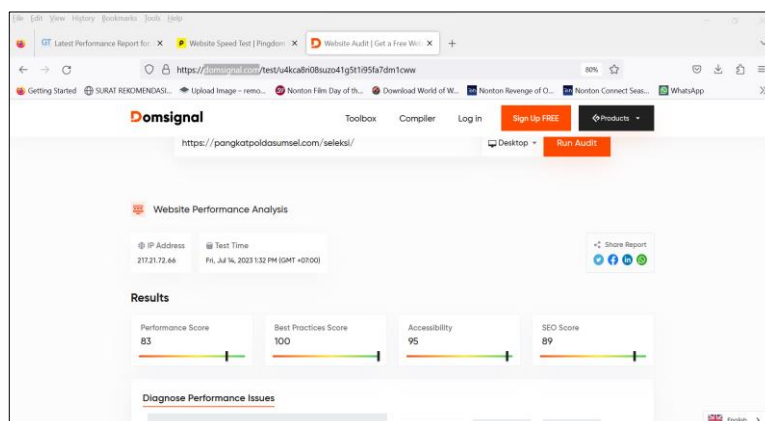 File Edit View History Bookmarks Tools Help
GT Latest Performance Report for: × Website Speed Test | Pingdom × Website Audit | Get a Free Web × +
https://domsignal.com/test/u4kca8ri08suzo41g5t1i95fa7dm1cww 80%
Getting Started SURAT REKOMENDASI... Upload Image – remo... Nonton Film Day of th... Download World of W... Nonton Revenge of O... Nonton Connect Seas... WhatsApp
Domsignal Toolbox Compiler Log in Sign Up FREE Products
https://pangkatpoldasumsel.com/seleksi/ Desktop Run Audit
Website Performance Analysis
IP Address Test Time Share Report
217.21.72.66 Fri, Jul 14, 2023 1:32 PM (GMT +07:00)
Results
Performance Score Best Practices Score Accessibility SEO Score
83 100 95 89
Diagnose Performance Issues
English